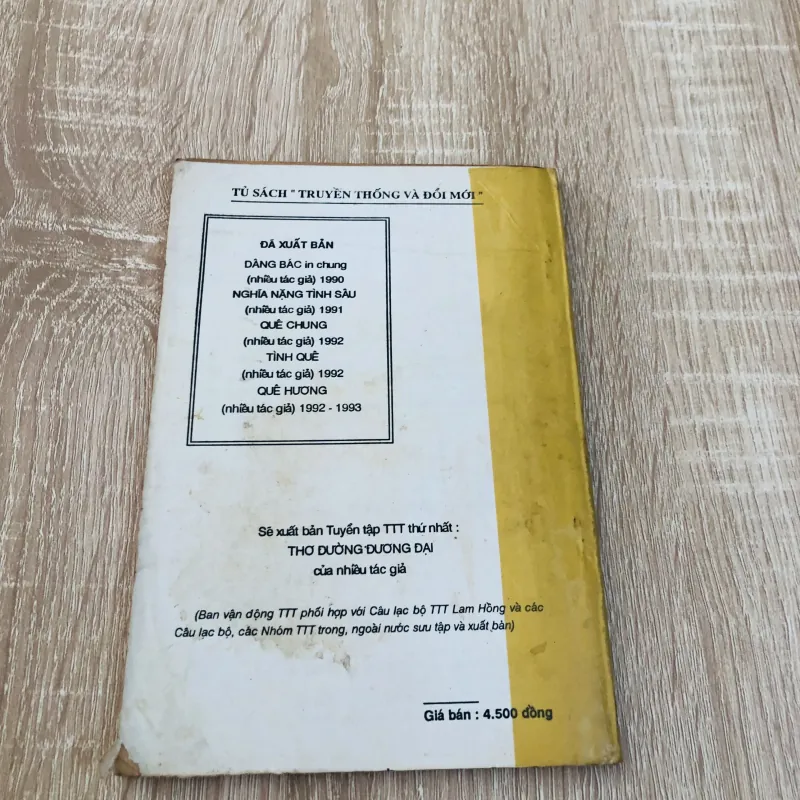 TỦ SÁCH " TRUYỀN THỐNG VÀ ĐỔI MỚI "
ĐÃ XUẤT BẢN
DÂNG BÁC in chung
(nhiều tác giả) 1990
NGHĨA NẶNG TÌNH SÂU
(nhiều tác giả) 1991
QUÊ CHUNG
(nhiều tác giả) 1992
TÌNH QUÊ
(nhiều tác giả) 1992
QUÊ HƯƠNG
(nhiều tác giả) 1992 - 1993
Sẽ xuất bản Tuyển tập TTT thứ nhất :
THƠ ĐƯỜNG ĐƯƠNG ĐẠI
của nhiều tác giả
(Ban vận động TTT phối hợp với Câu lạc bộ TTT Lam Hồng và các
Câu lạc bộ, các Nhóm TTT trong, ngoài nước sưu tập và xuất bản)
Giá bán : 4.500 đồng